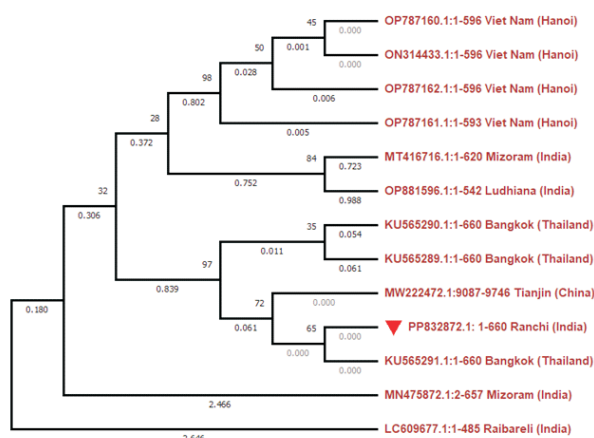 45
0.000
OP787160.1:1-596 Viet Nam (Hanoi)
50
0.001
ON314433.1:1-596 Viet Nam (Hanoi)
0.000
98
0.028
OP787162.1:1-596 Viet Nam (Hanoi)
0.006
28
0.802
OP787161.1:1-593 Viet Nam (Hanoi)
0.005
0.372
84
MT416716.1:1-620 Mizoram (India)
0.723
0.752
OP881596.1:1-542 Ludhiana (India)
0.988
32
0.306
35
KU565290.1:1-660 Bangkok (Thailand)
0.054
0.011
KU565289.1:1-660 Bangkok (Thailand)
0.061
97
0.839
72
MW222472.1:9087-9746 Tianjin (China)
0.000
0.061
65
PP832872.1: 1-660 Ranchi (India)
0.000
0.000
KU565291.1:1-660 Bangkok (Thailand)
0.000
0.180
MN475872.1:2-657 Mizoram (India)
2.466
LC609677.1:1-485 Raibareli (India)